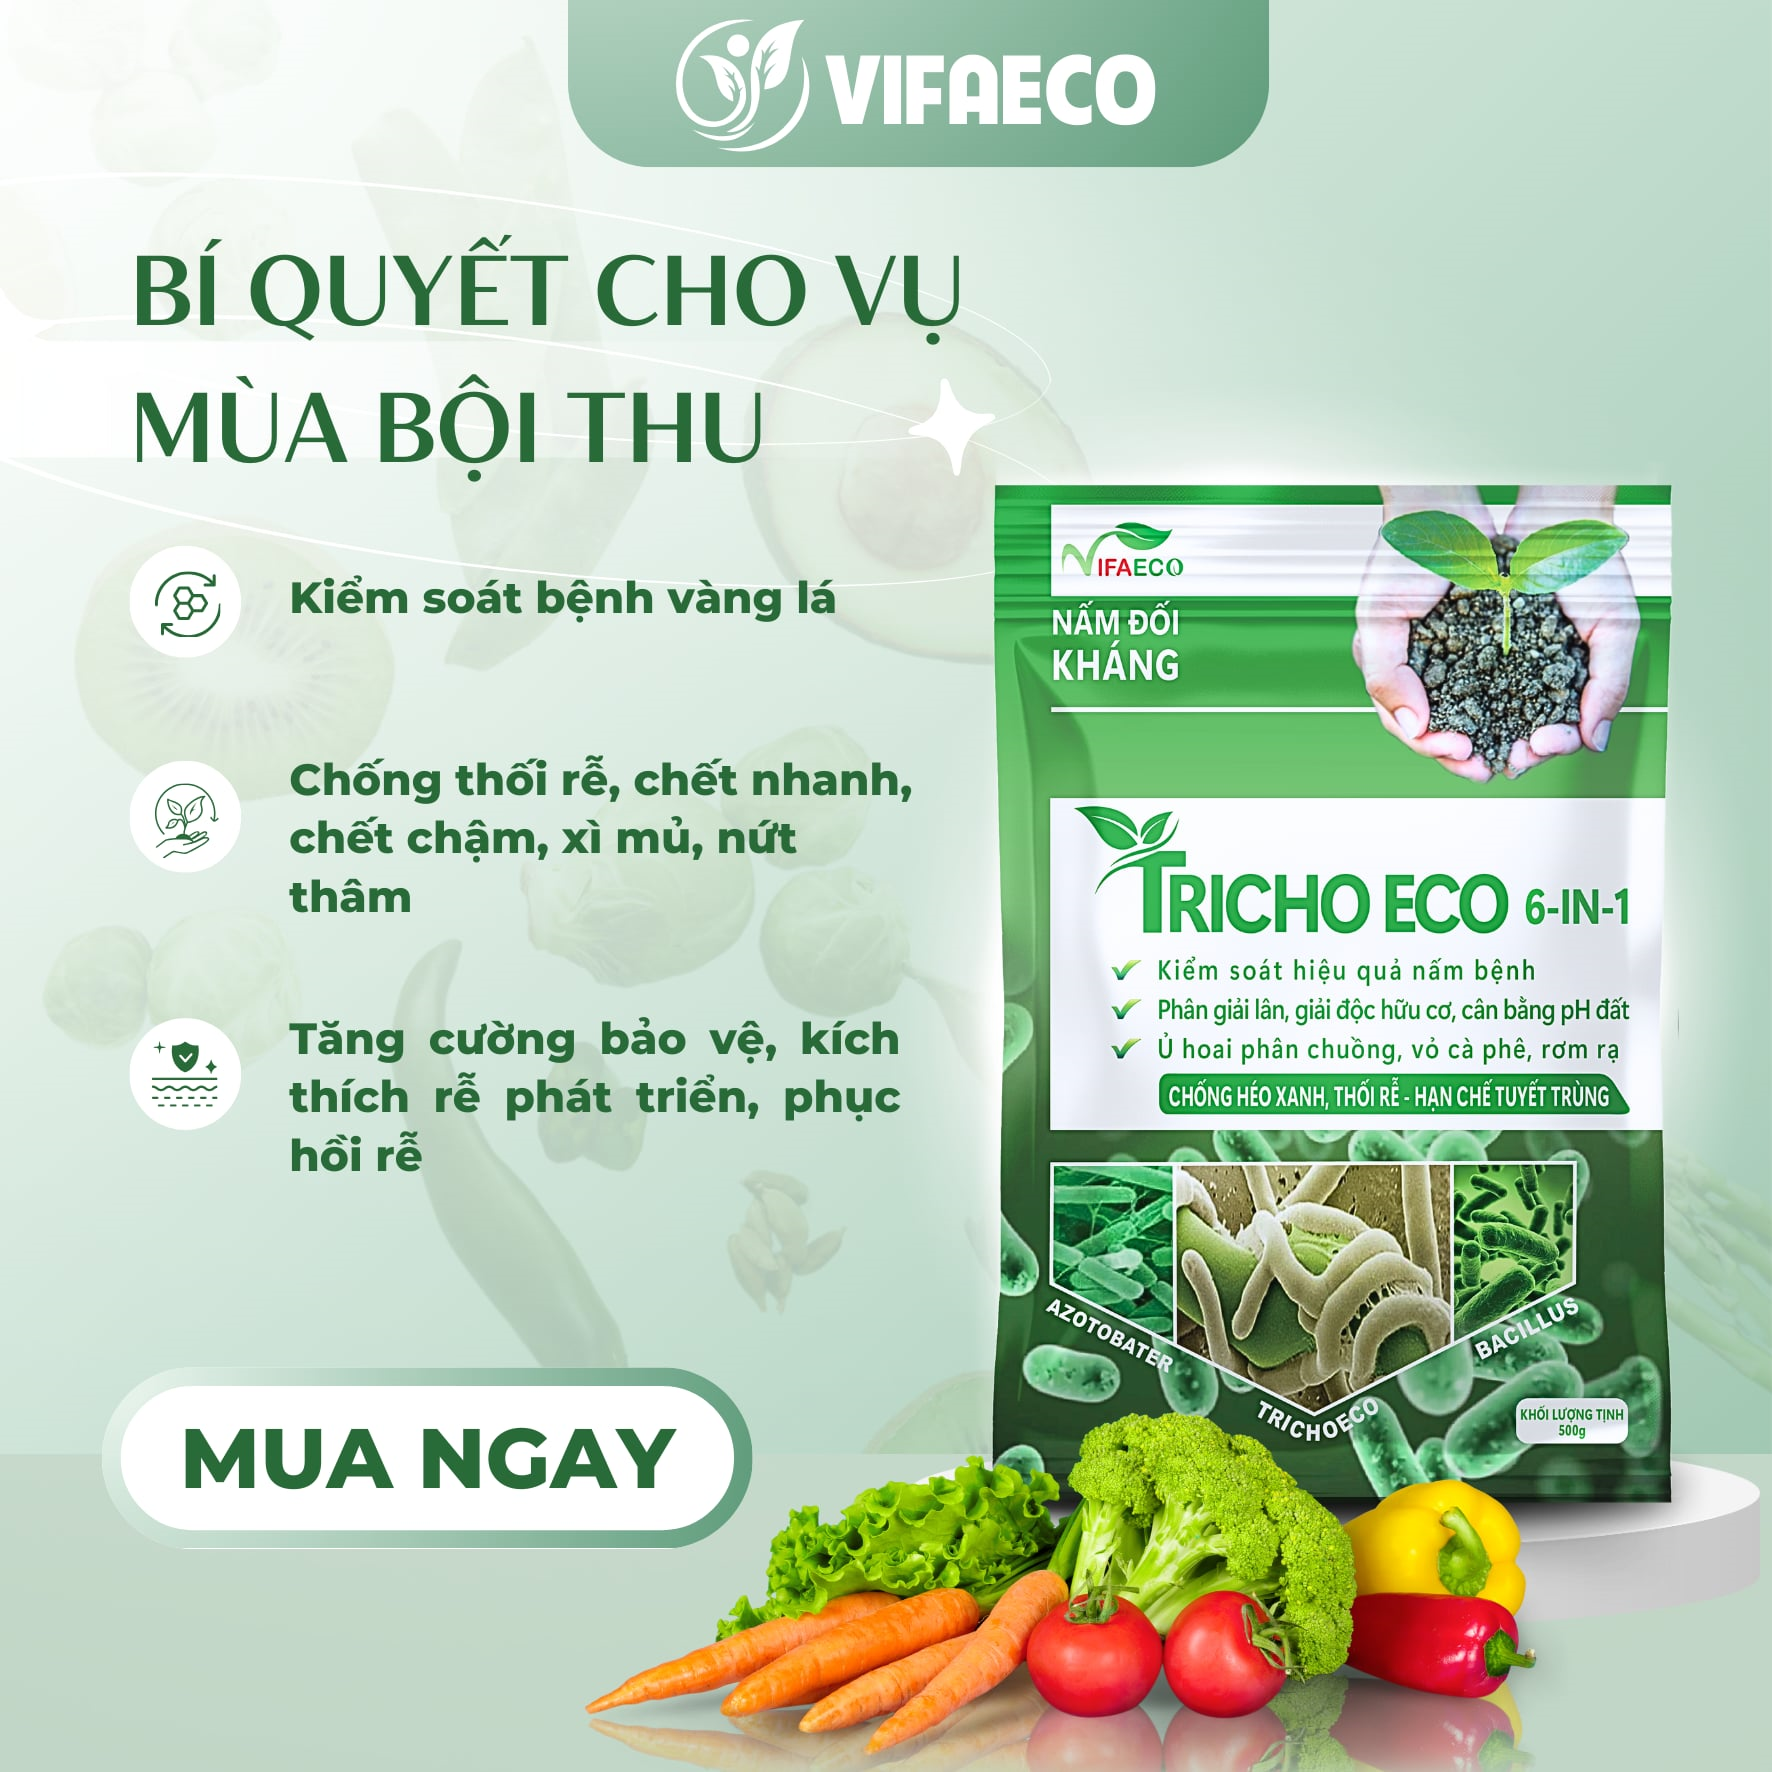 VIFAECO
BÍ QUYẾT CHO VỤ
MÙA BỘI THU
Kiểm soát bệnh vàng lá
Chống thối rễ, chết nhanh,
chết chậm, xì mủ, nứt
thâm
Tăng cường bảo vệ, kích
thích rễ phát triển, phục
hồi rễ
MUA NGAY
VIFAECO
NẤM ĐỐI
KHÁNG
TRICHO ECO 6-IN-1
Kiểm soát hiệu quả nấm bệnh
Phân giải lân, giải độc hữu cơ, cân bằng pH đất
Ủ hoai phân chuồng, vỏ cà phê, rơm rạ
CHỐNG HÉO XANH, THỐI RỄ - HẠN CHẾ TUYẾT TRÙNG
AZOTOBATER
TRICHOECO
BACILLUS
KHỐI LƯỢNG TỊNH
500g